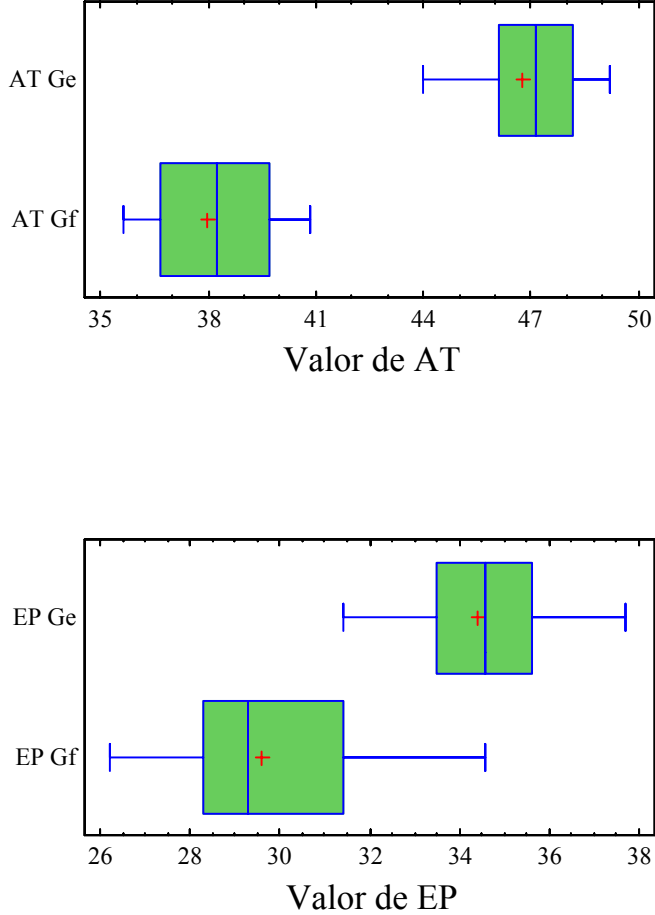 AT Ge
AT Gf
35 38 41 44 47 50
Valor de AT
EP Ge
EP Gf
26 28 30 32 34 36 38
Valor de EP